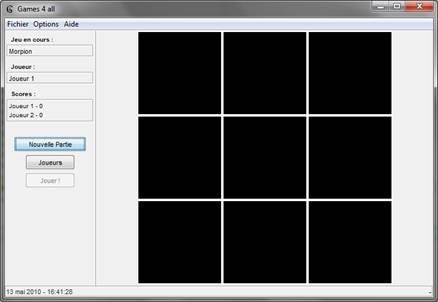 Games 4 all
Fichier Options Aide
Jeu en cours :
Morpion
Joueur :
Joueur 1
Scores :
Joueur 1 - 0
Joueur 2 - 0
Nouvelle Partie
Joueurs
Jouer !
13 mai 2010 - 16:41:28 -